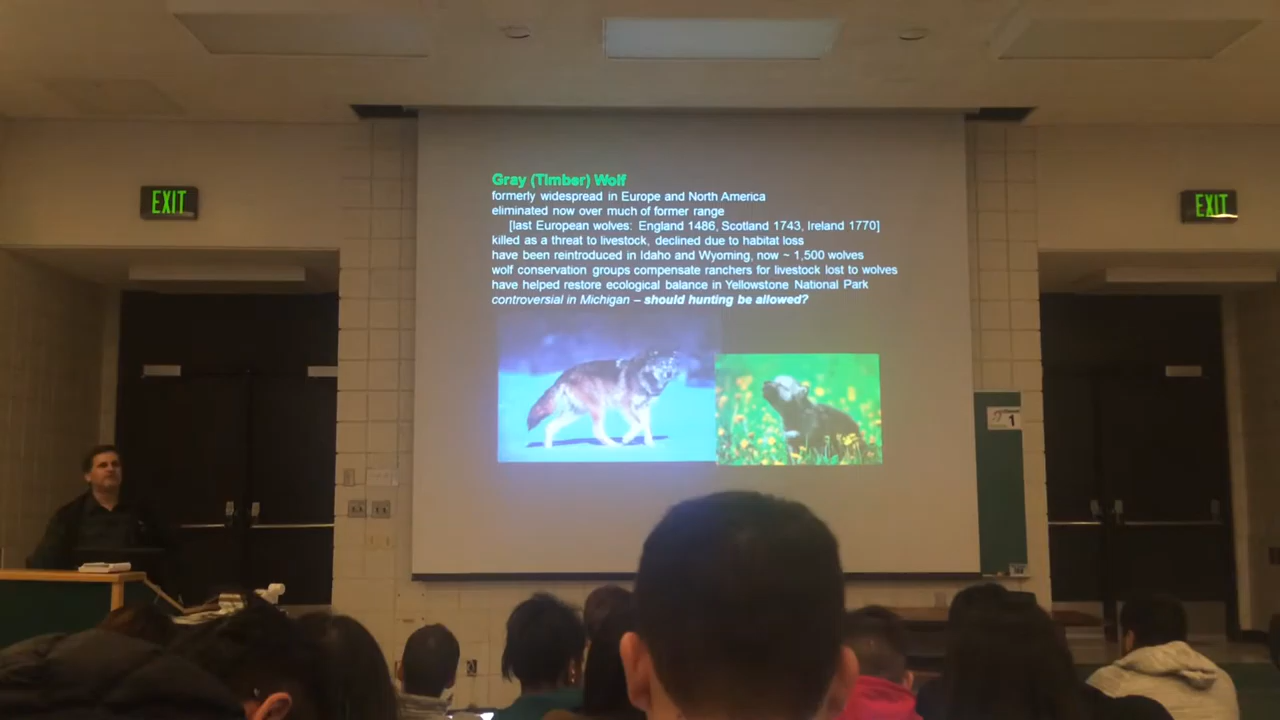 Gray (Timber) Wolf
formerly widespread in Europe and North America
eliminated now over much of former range
[last European wolves: England 1486, Scotland 1743, Ireland 1770]
killed as a threat to livestock, declined due to habitat loss
have been reintroduced in Idaho and Wyoming, now ~ 1,500 wolves
wolf conservation groups compensate ranchers for livestock lost to wolves
have helped restore ecological balance in Yellowstone National Park
controversial in Michigan – should hunting be allowed?
EXIT
EXIT
1